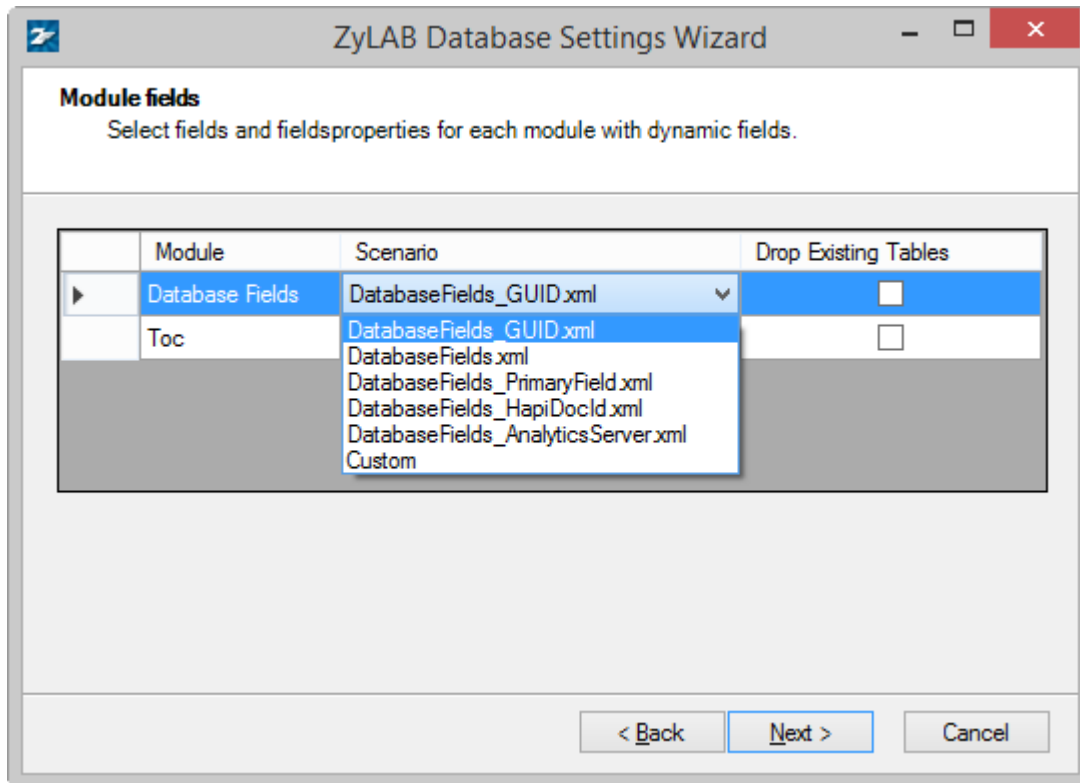 ZyLAB Database Settings Wizard
Module fields
Select fields and fieldsproperties for each module with dynamic fields.
Module Scenario Drop Existing Tables
Database Fields DatabaseFields_GUID.xml
Toc
DatabaseFields_GUID.xml
DatabaseFields.xml
DatabaseFields_PrimaryField.xml
DatabaseFields_HapiDocId.xml
DatabaseFields_AnalyticsServer.xml
Custom
< Back Next > Cancel